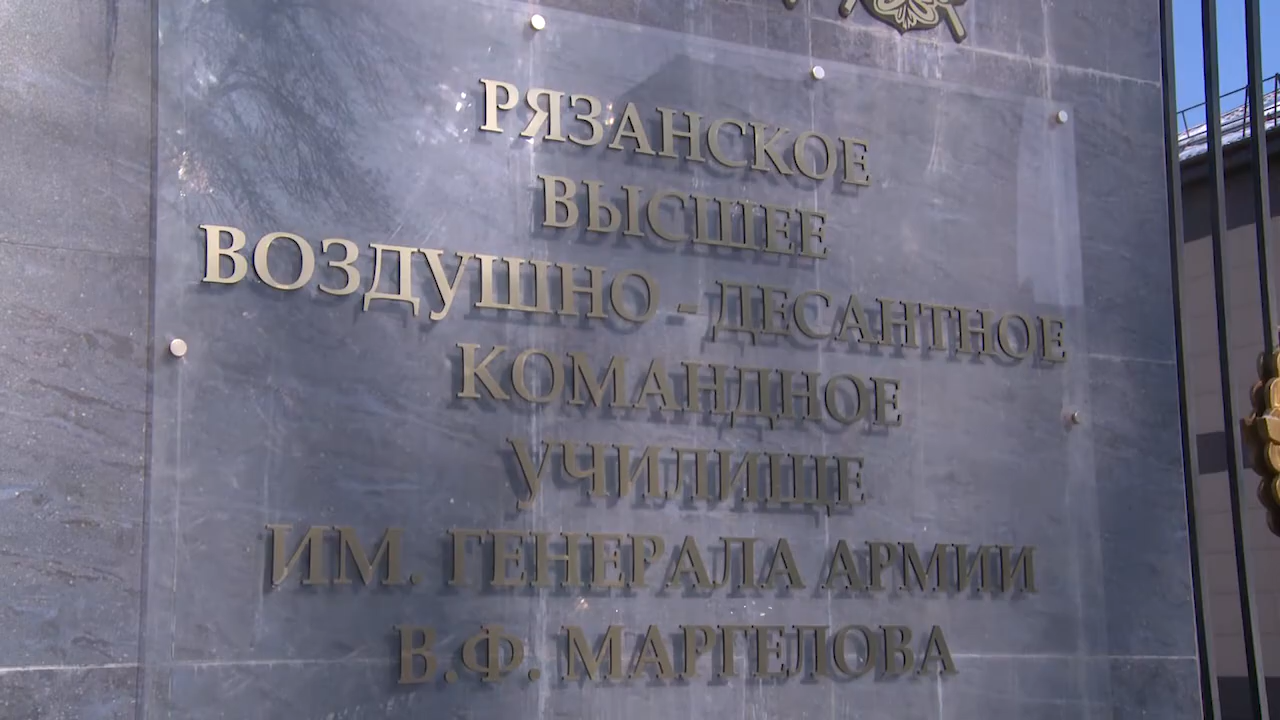 РЯЗАНСКОЕ
ВЫСШЕЕ
ВОЗДУШНО - ДЕСАНТНОЕ
КОМАНДНОЕ
УЧИЛИЩЕ
ИМ. ГЕНЕРАЛА АРМИИ
В.Ф. МАРГЕЛОВА